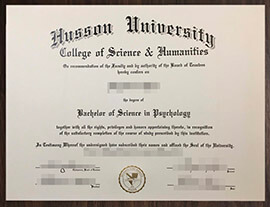 Husson University
College of Science & Humanities
On recommendation of the Faculty and by authority of the Board of Trustees
hereby confers on
the degree of
Bachelor of Science in Psychology
together with all the rights, privileges and honors appertaining thereto, in recognition
of the satisfactory completion of the course of study prescribed by this institution.
In Testimony Whereof the undersigned have subscribed their names and affixed the Seal of the University.